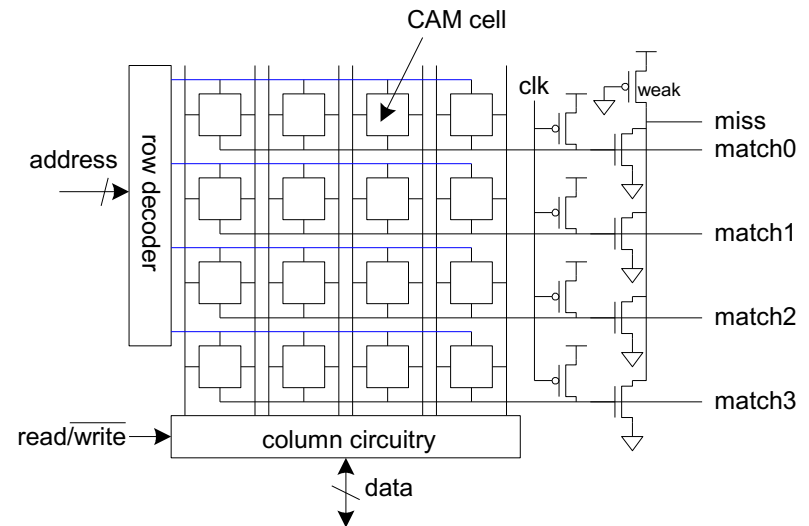 CAM cell
clk
weak
miss
match0
address
row decoder
match1
match2
match3
read/write
column circuitry
data